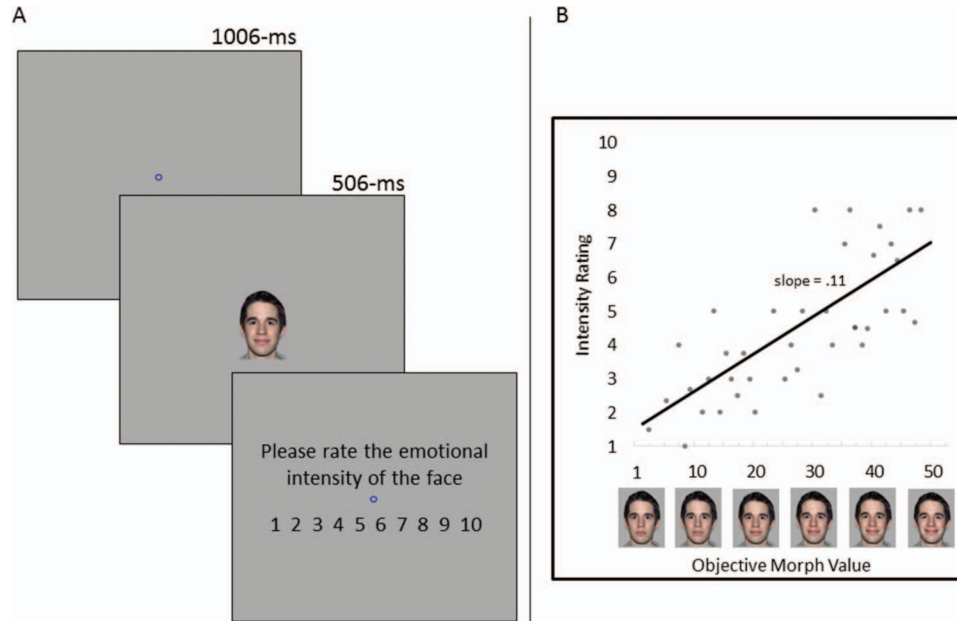 A
1006-ms
506-ms
Please rate the emotional
intensity of the face
1 2 3 4 5 6 7 8 9 10
B
10
9
8
7
6
5
4
3
2
1
Intensity Rating
slope = .11
1 10 20 30 40 50
Objective Morph Value